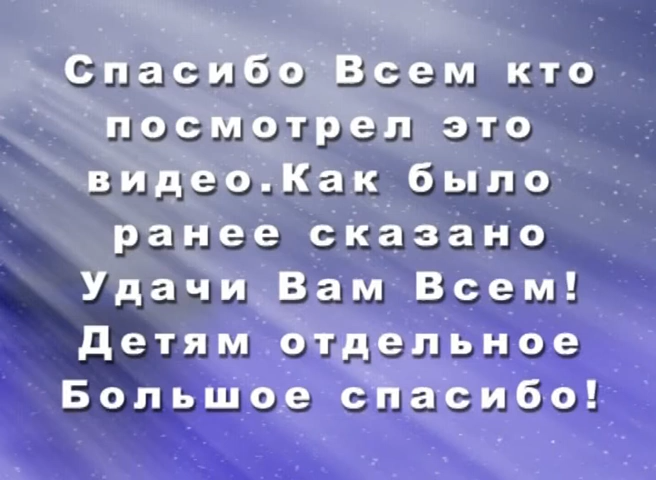 Спасибо Всем кто
посмотрел это
видео.Как было
ранее сказано
Удачи Вам Всем!
Детям отдельное
Большое спасибо!